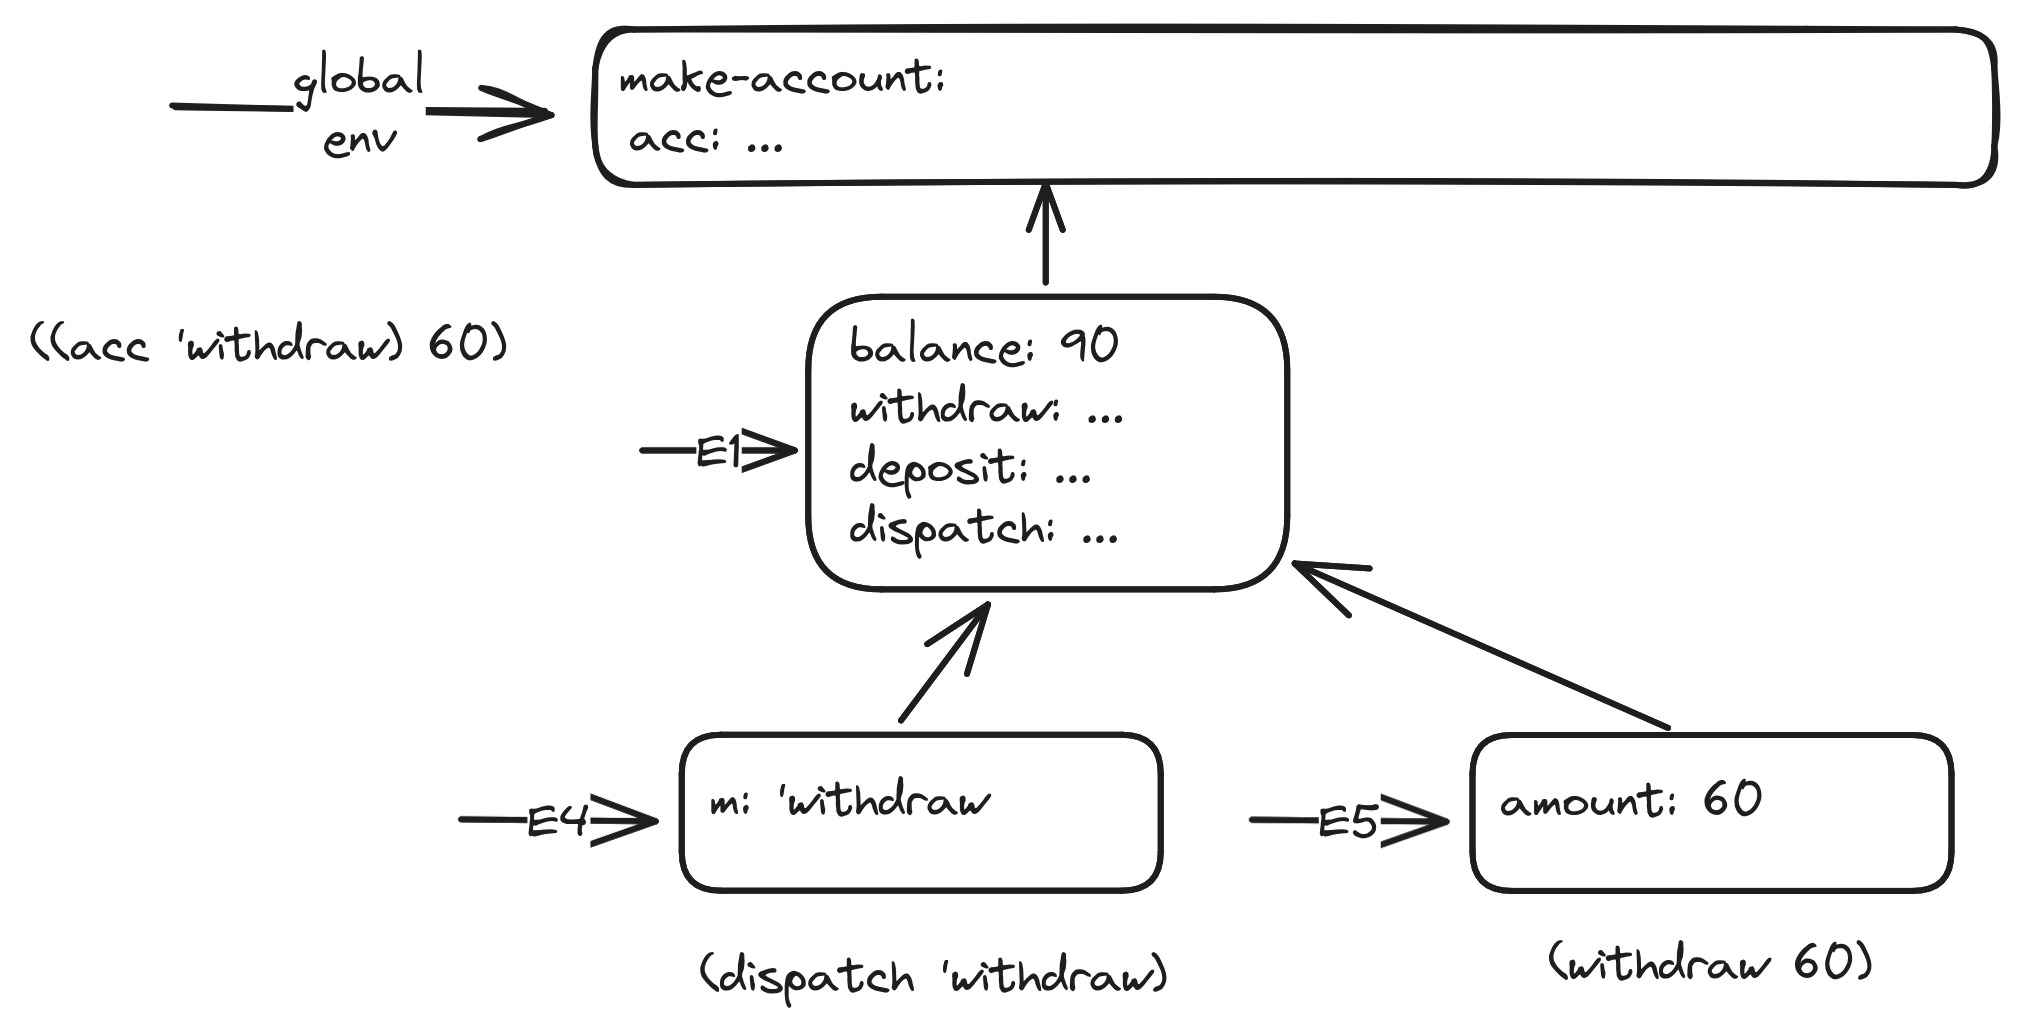 global
env
make-account:
acc: ...
((acc 'withdraw) 60)
balance: 90
withdraw: ...
deposit: ...
dispatch: ...
E1
E4
m: 'withdraw
E5
amount: 60
(dispatch 'withdraw)
(withdraw 60)